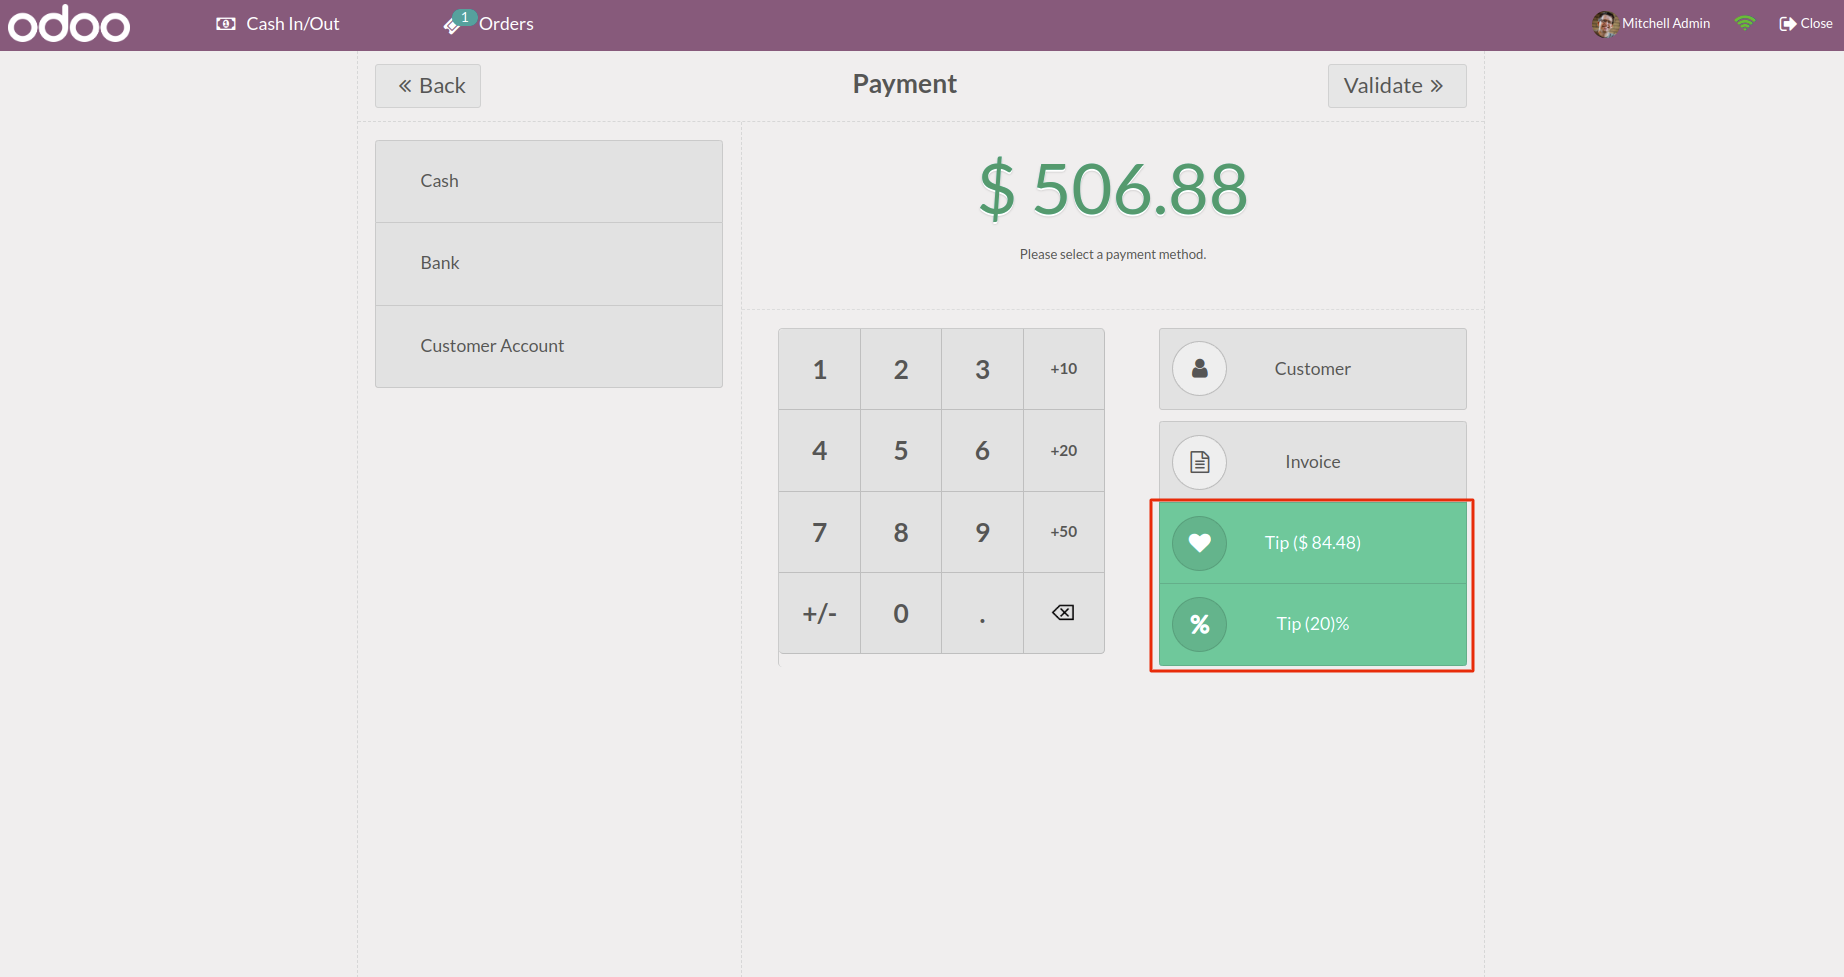 odoo
Cash In/Out
1
Orders
Mitchell Admin
Close
Back
Payment
Validate
Cash
Bank
Customer Account
$ 506.88
Please select a payment method.
1 2 3 +10
4 5 6 +20
7 8 9 +50
+/- 0 .
Customer
Invoice
Tip ($ 84.48)
% Tip (20)%